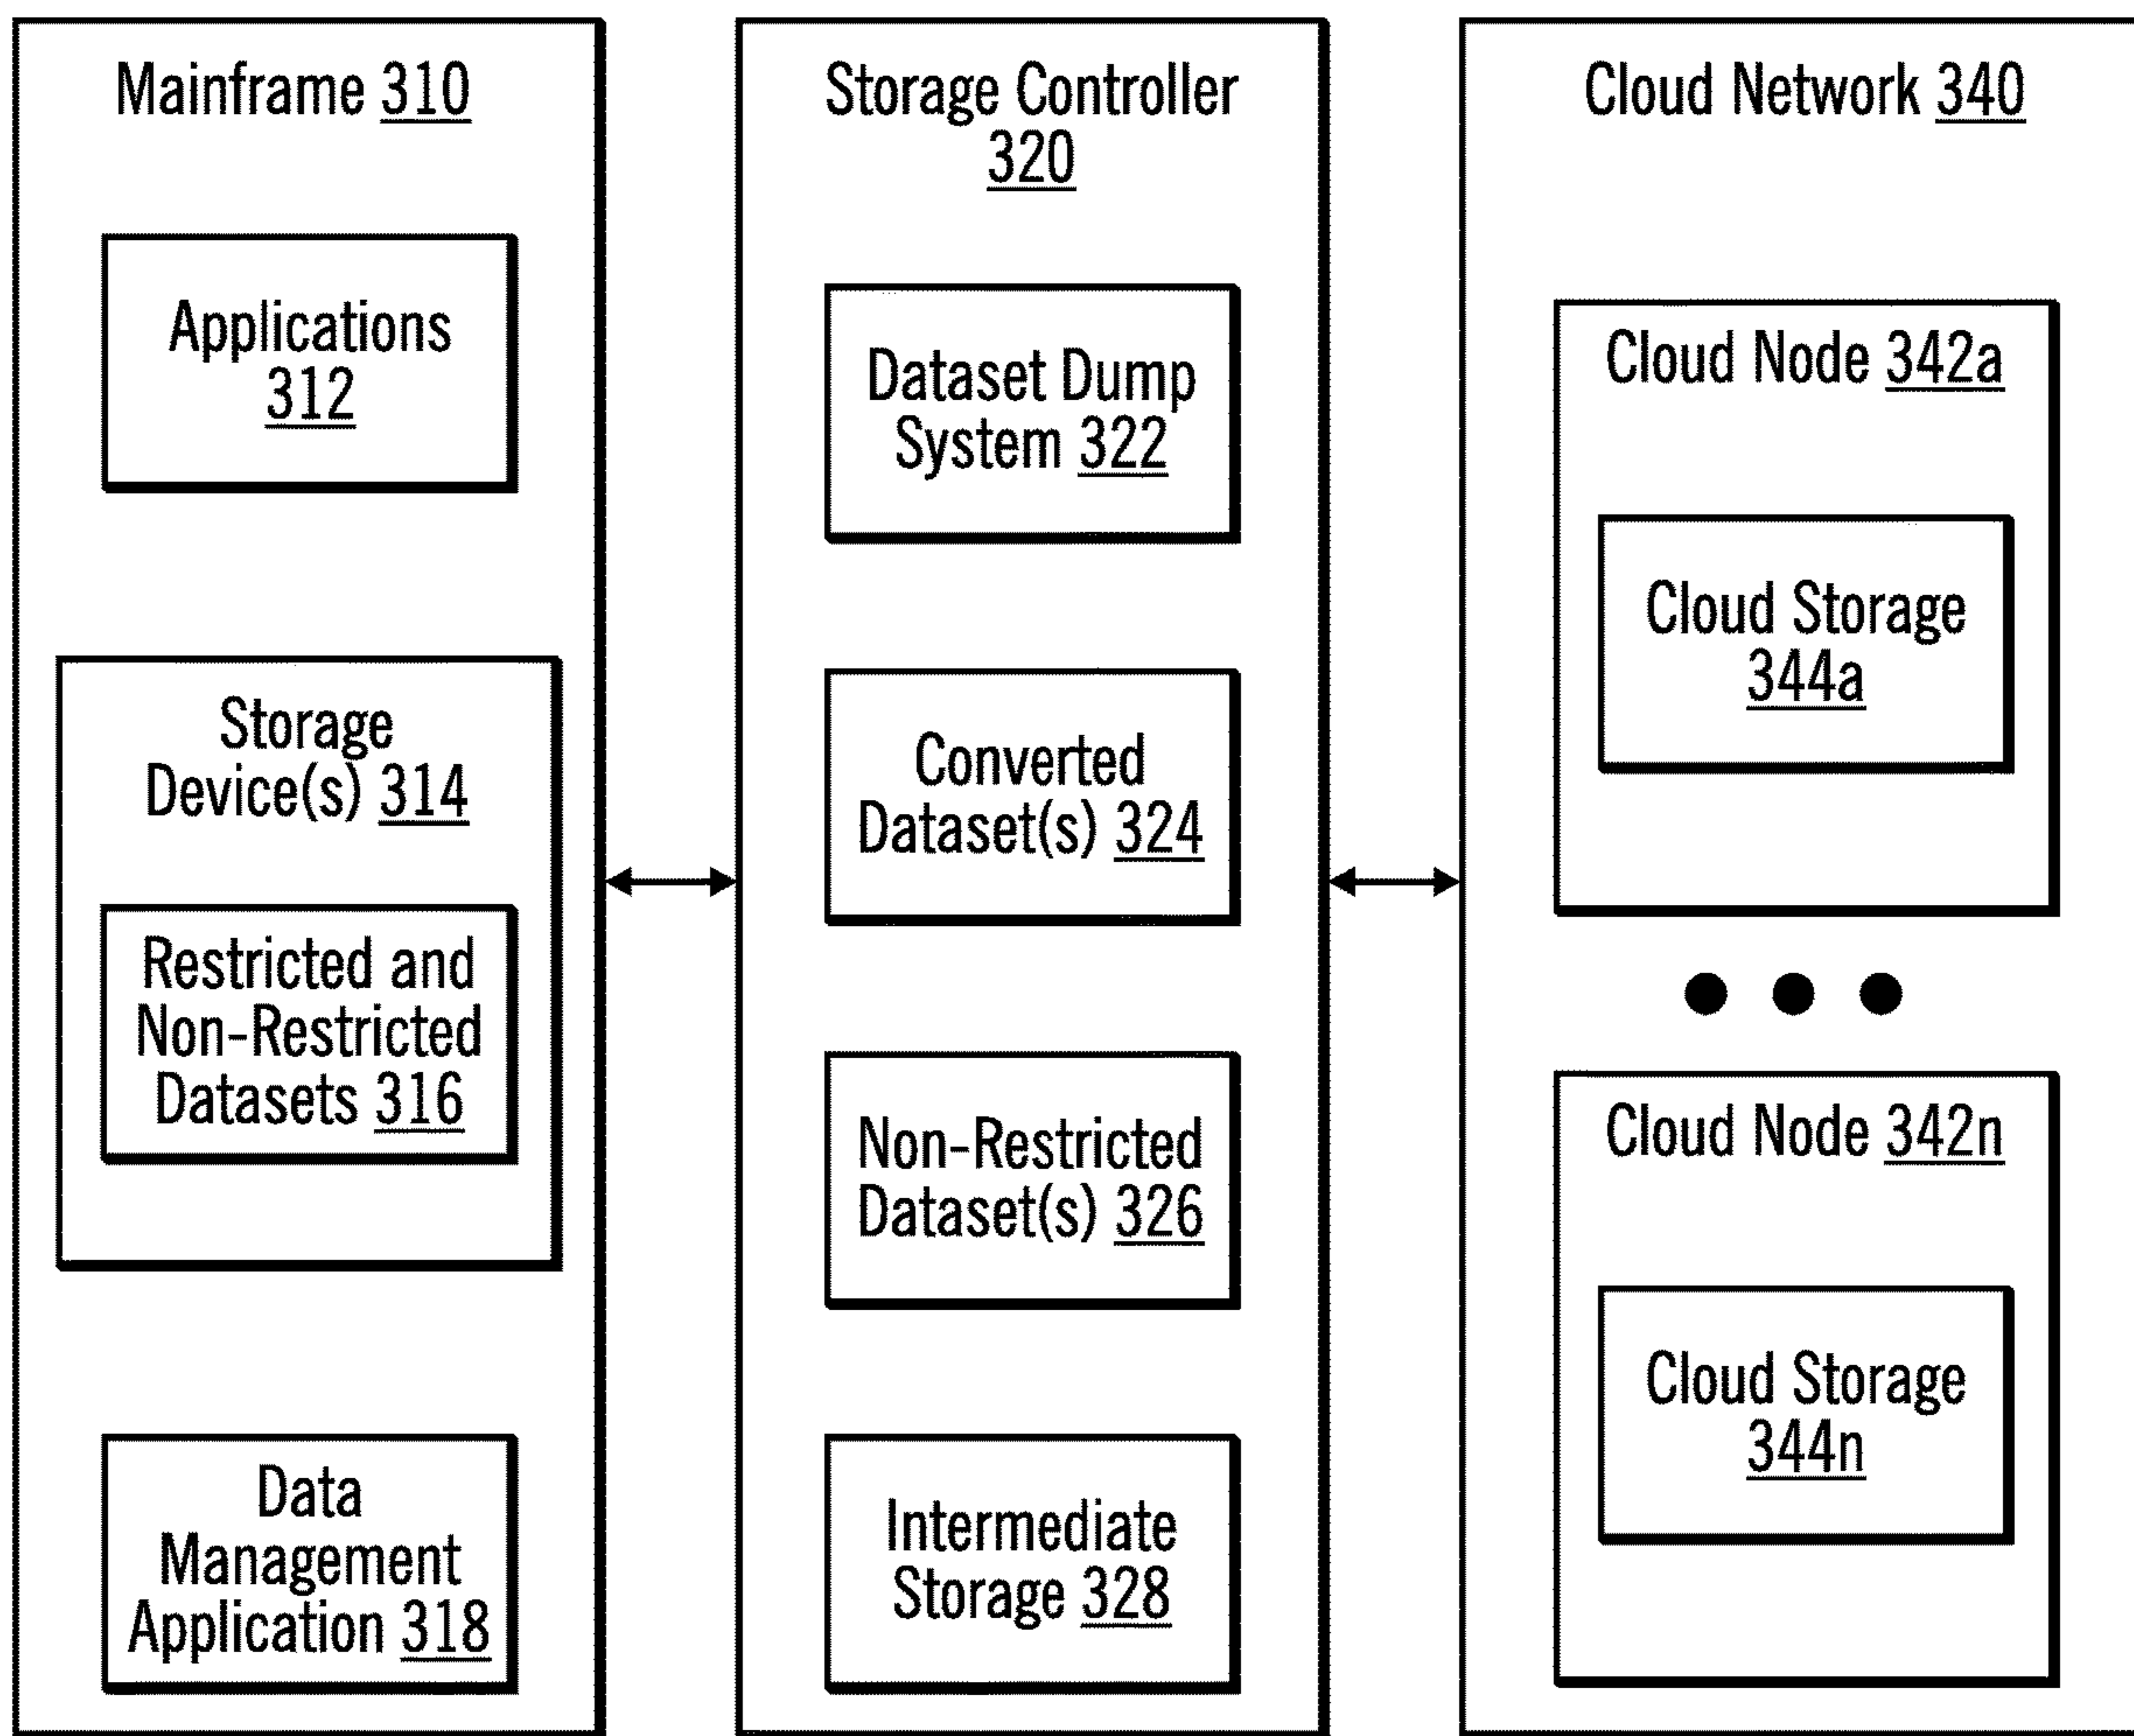 Mainframe 310
Applications
312
Storage
Device(s) 314
Restricted and
Non-Restricted
Datasets 316
Data
Management
Application 318
Storage Controller
320
Dataset Dump
System 322
Converted
Dataset(s) 324
Non-Restricted
Dataset(s) 326
Intermediate
Storage 328
Cloud Network 340
Cloud Node 342a
Cloud Storage
344a
Cloud Node 342n
Cloud Storage
344n